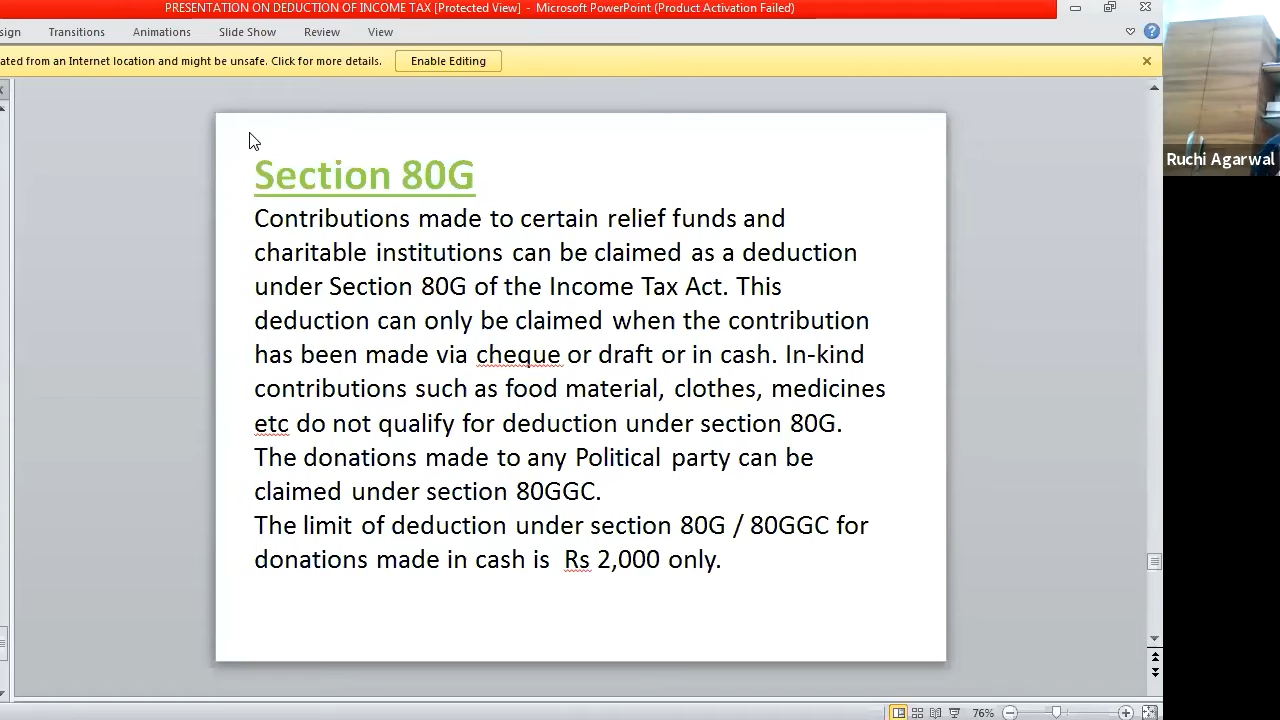 PRESENTATION ON DEDUCTION OF INCOME TAX [Protected View] - Microsoft PowerPoint (Product Activation Failed)
sign Transitions Animations Slide Show Review View
ated from an Internet location and might be unsafe. Click for more details. Enable Editing
Ruchi Agarwal
Section 80G
Contributions made to certain relief funds and
charitable institutions can be claimed as a deduction
under Section 80G of the Income Tax Act. This
deduction can only be claimed when the contribution
has been made via cheque or draft or in cash. In-kind
contributions such as food material, clothes, medicines
etc do not qualify for deduction under section 80G.
The donations made to any Political party can be
claimed under section 80GGC.
The limit of deduction under section 80G / 80GGC for
donations made in cash is Rs 2,000 only.
76%